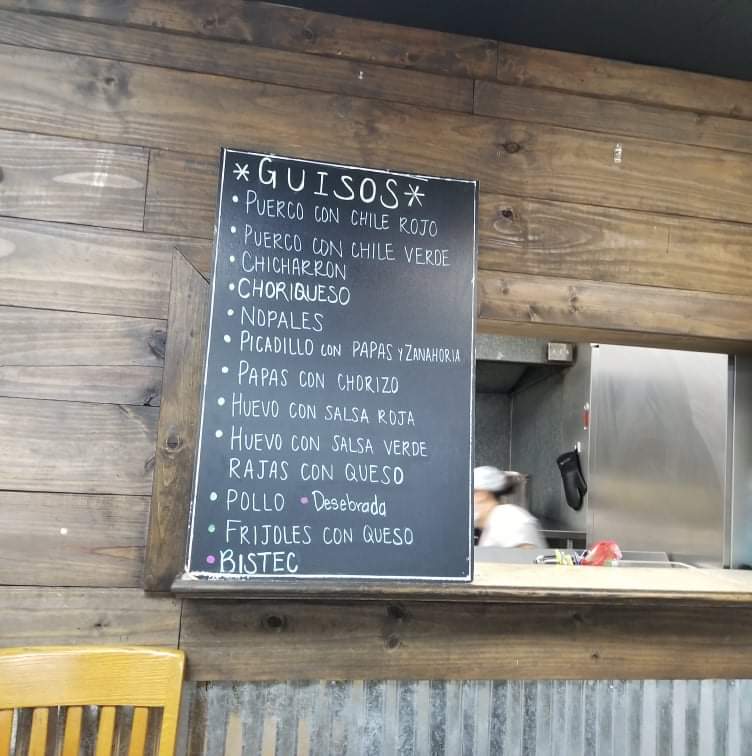 *GUISOS*
• PUERCO CON CHILE ROJO
• PUERCO CON CHILE VERDE
• CHICHARRON
• CHORIQUESO
• NOPALES
• PICADILLO CON PAPAS Y ZANAHORIA
• PAPAS CON CHORIZO
• HUEVO CON SALSA ROJA
• HUEVO CON SALSA VERDE
RAJAS CON QUESO
• POLLO • Desebrada
• FRIJOLES CON QUESO
• BISTEC